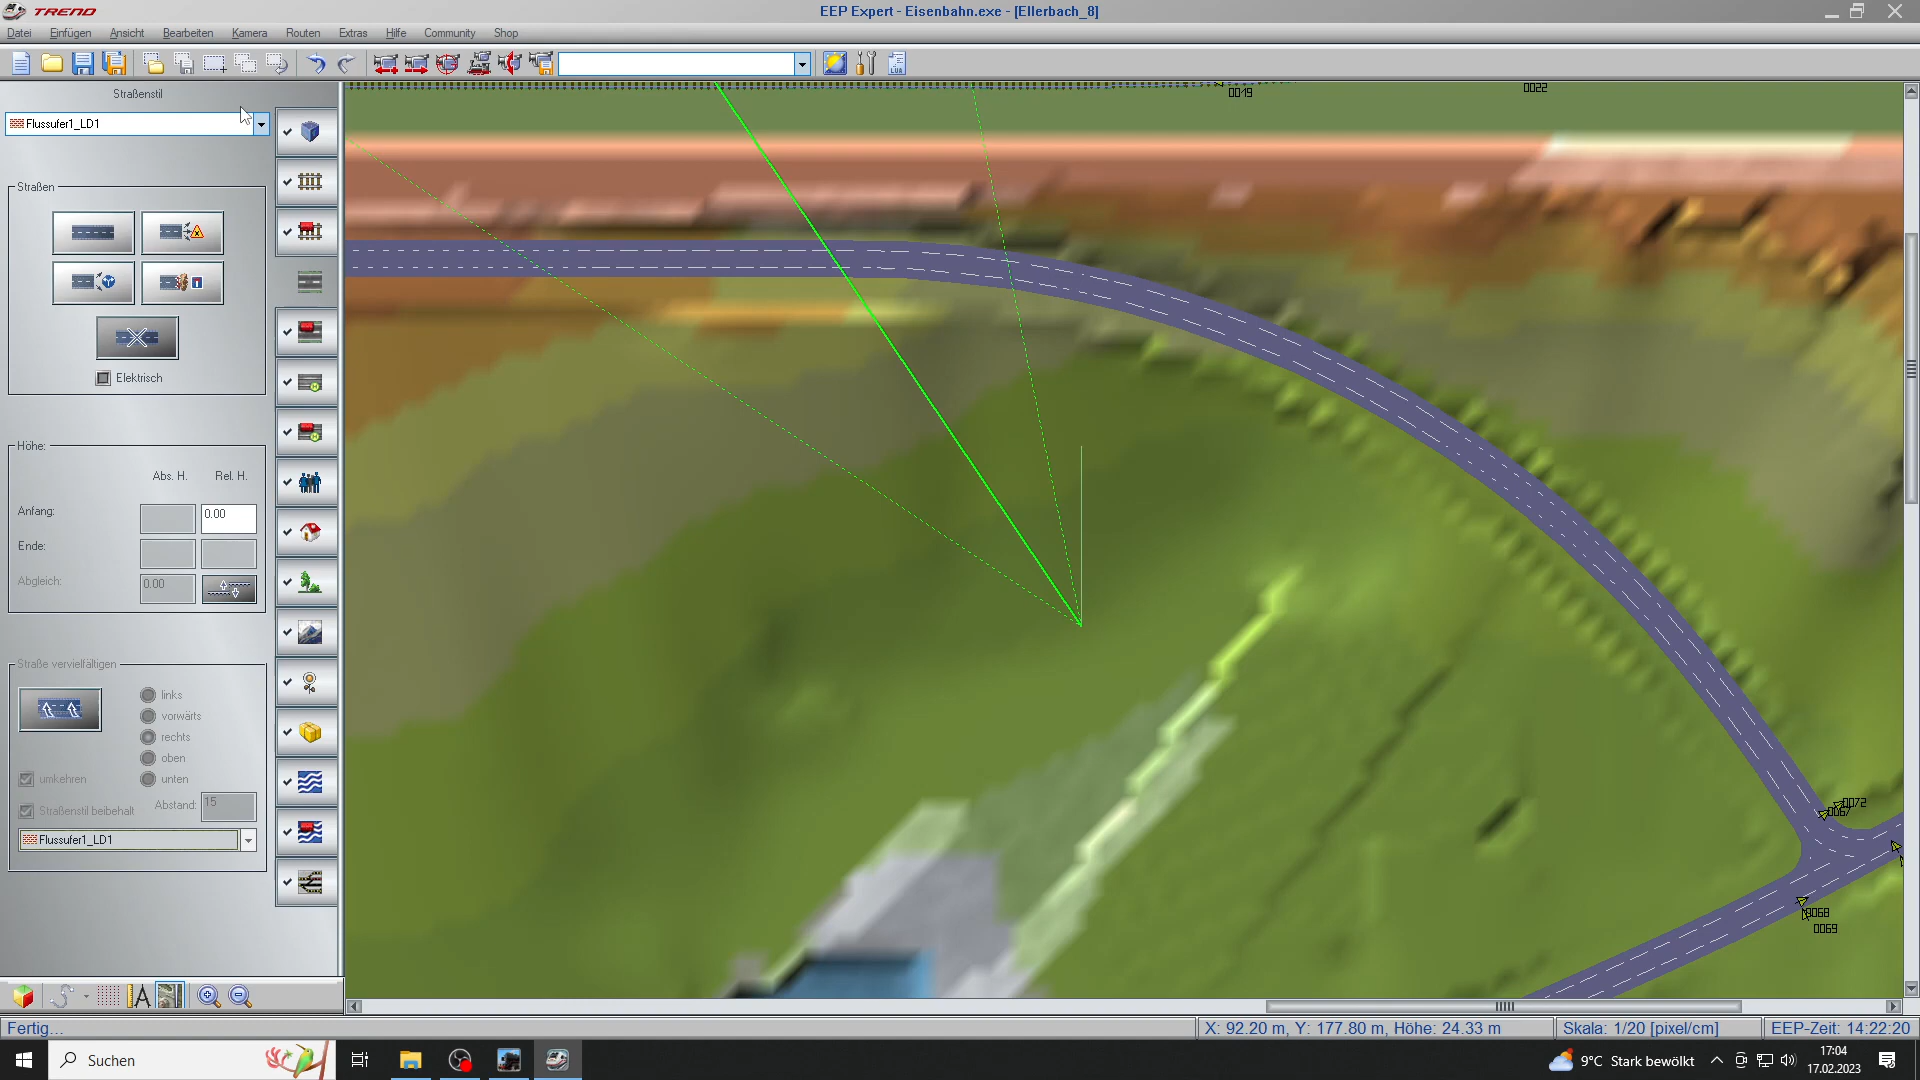 TREND
EEP Expert - Eisenbahn.exe - [Ellerbach_8]
Datei Einfügen Ansicht Bearbeiten Kamera Routen Extras Hilfe Community Shop
Straßenstil
Flussufer1_LD1
Straßen
Elektrisch
Höhe:
Abs. H. Rel. H.
Anfang: 0.00
Ende:
Abgleich: 0.00
Straße vervielfältigen
links
vorwärts
rechts
oben
umkehren unten
Straßenstil beibehalt Abstand: 15
Flussufer1_LD1
0049
0022
0072
0067
0068
0069
Fertig...
X: 92.20 m, Y: 177.80 m, Höhe: 24.33 m
Skala: 1/20 [pixel/cm]
EEP-Zeit: 14:22:20
Suchen
9°C Stark bewölkt
17:04
17.02.2023